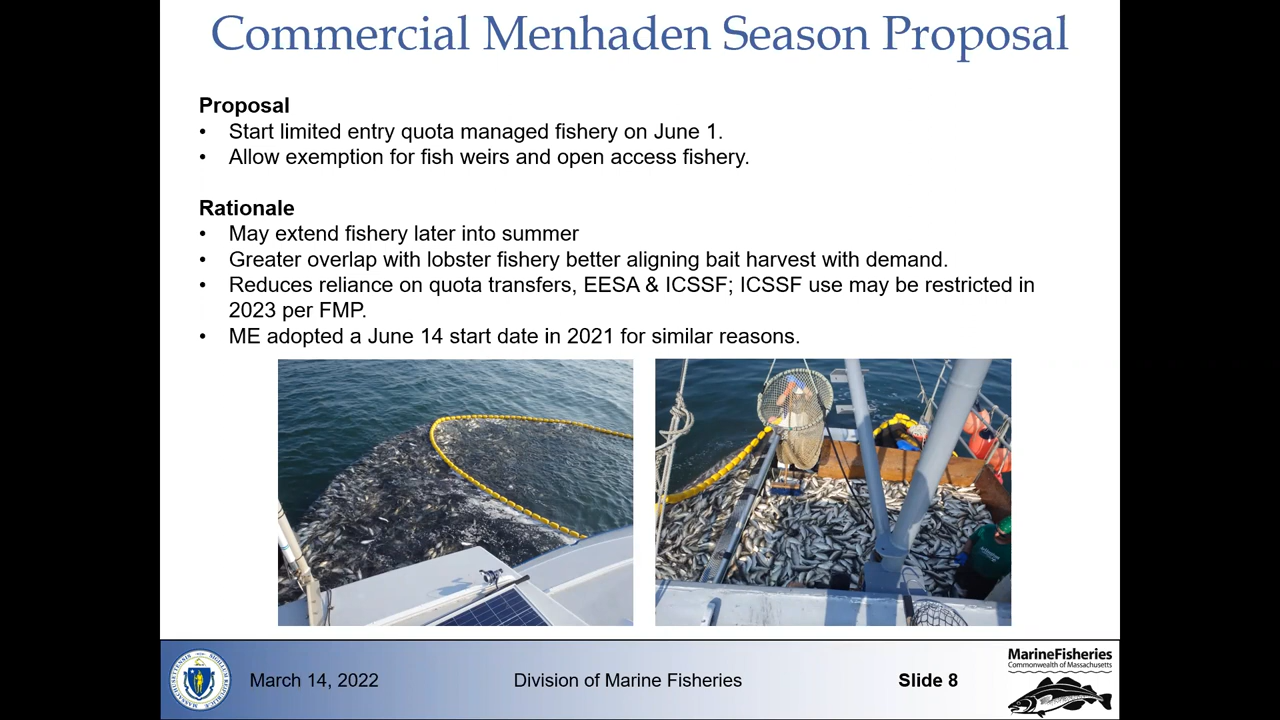 Commercial Menhaden Season Proposal
Proposal
• Start limited entry quota managed fishery on June 1.
• Allow exemption for fish weirs and open access fishery.
Rationale
• May extend fishery later into summer
• Greater overlap with lobster fishery better aligning bait harvest with demand.
• Reduces reliance on quota transfers, EESA & ICSSF; ICSSF use may be restricted in
2023 per FMP.
• ME adopted a June 14 start date in 2021 for similar reasons.
March 14, 2022
Division of Marine Fisheries
Slide 8
MarineFisheries
Commonwealth of Massachusetts